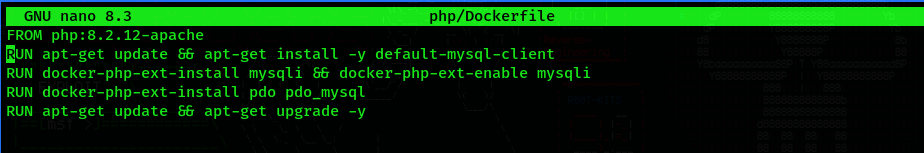 GNU nano 8.3 php/Dockerfile
FROM php:8.2.12-apache
RUN apt-get update && apt-get install -y default-mysql-client
RUN docker-php-ext-install mysqli && docker-php-ext-enable mysqli
RUN docker-php-ext-install pdo pdo_mysql
RUN apt-get update && apt-get upgrade -y